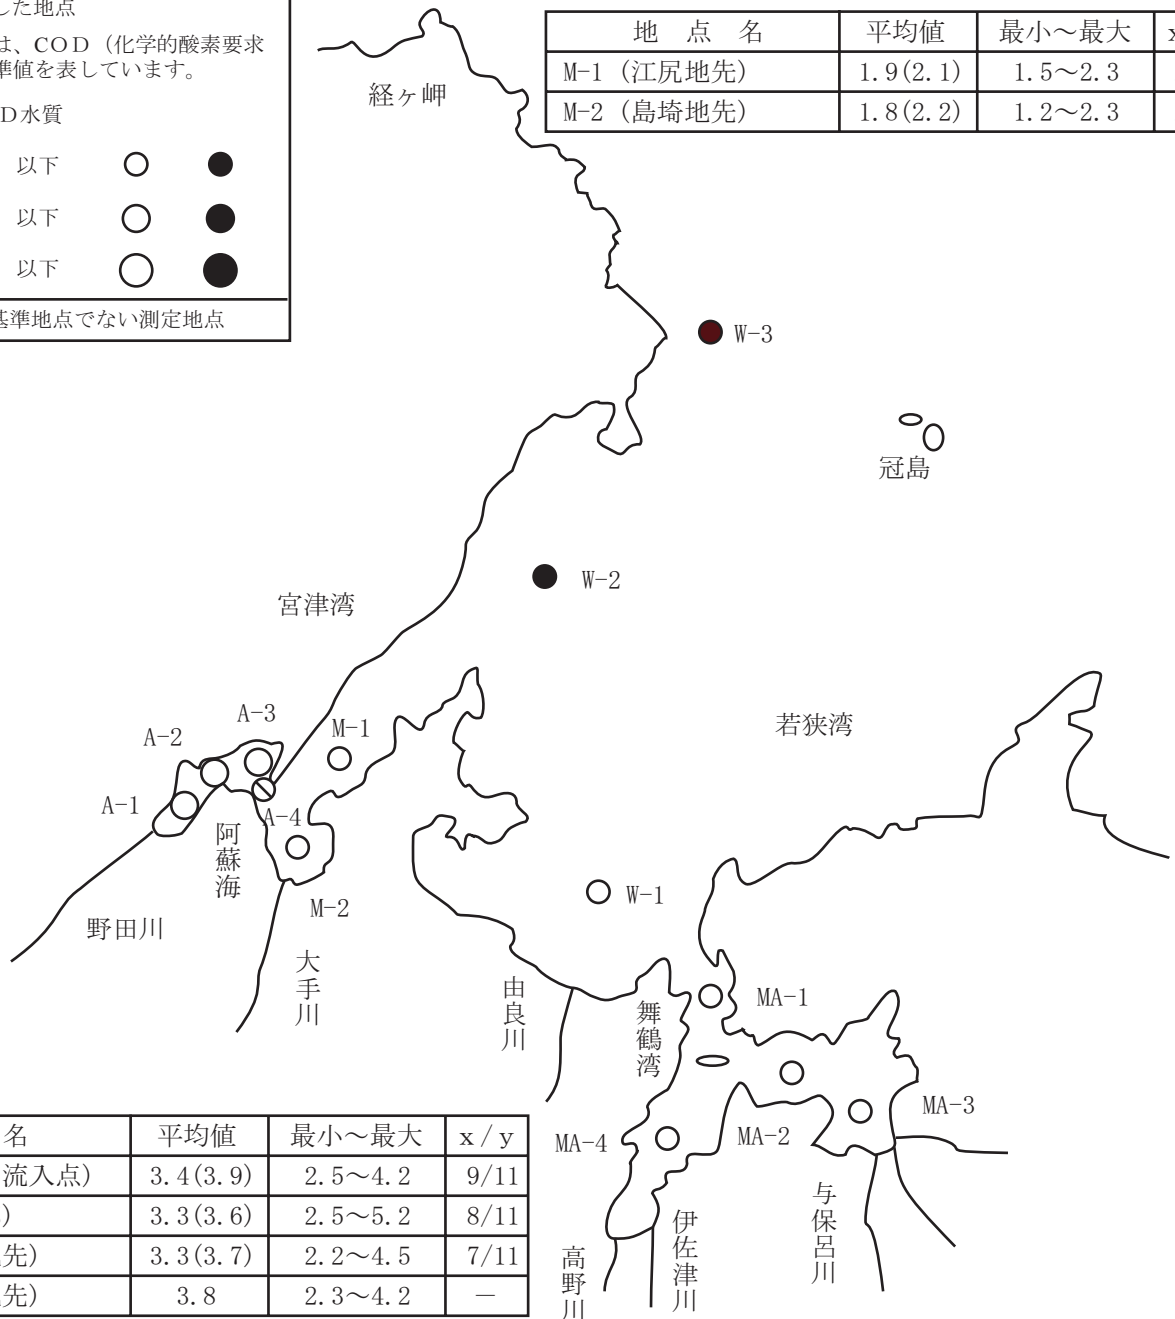 した地点
は、COD（化学的酸素要求
準値を表しています。
D水質
以下
以下
以下
基準地点でない測定地点
地　点　名 平均値 最小～最大 x
M-1（江尻地先） 1.9(2.1) 1.5～2.3
M-2（島埼地先） 1.8(2.2) 1.2～2.3
経ヶ岬
W-3
冠島
W-2
宮津湾
若狭湾
A-3
M-1
A-2
A-1
A-4
阿蘇海
M-2
野田川
W-1
大手川
由良川
舞鶴湾
MA-1
MA-3
MA-2
MA-4
与保呂川
伊佐津川
高野川
名 平均値 最小～最大 x/y
流入点） 3.4(3.9) 2.5～4.2 9/11
） 3.3(3.6) 2.5～5.2 8/11
先） 3.3(3.7) 2.2～4.5 7/11
先） 3.8 2.3～4.2 －